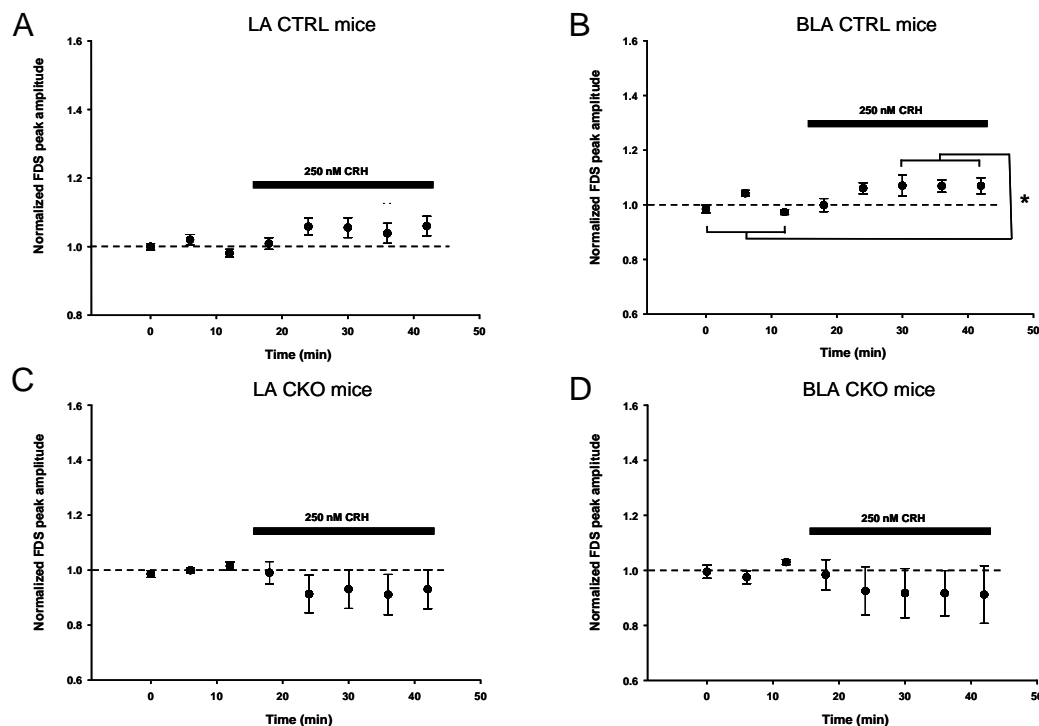 A
LA CTRL mice
Normalized FDS peak amplitude
1.6
1.4
1.2
1.0
0.8
250 nM CRH
0
10
20
30
40
50
Time (min)
B
BLA CTRL mice
Normalized FDS peak amplitude
1.6
1.4
1.2
1.0
0.8
0.6
250 nM CRH
*
0
10
20
30
40
50
Time (min)
C
LA CKO mice
Normalized FDS peak amplitude
1.6
1.4
1.2
1.0
0.8
0.6
250 nM CRH
0
10
20
30
40
50
Time (min)
D
BLA CKO mice
Normalized FDS peak amplitude
1.6
1.4
1.2
1.0
0.8
0.6
250 nM CRH
0
10
20
30
40
50
Time (min)